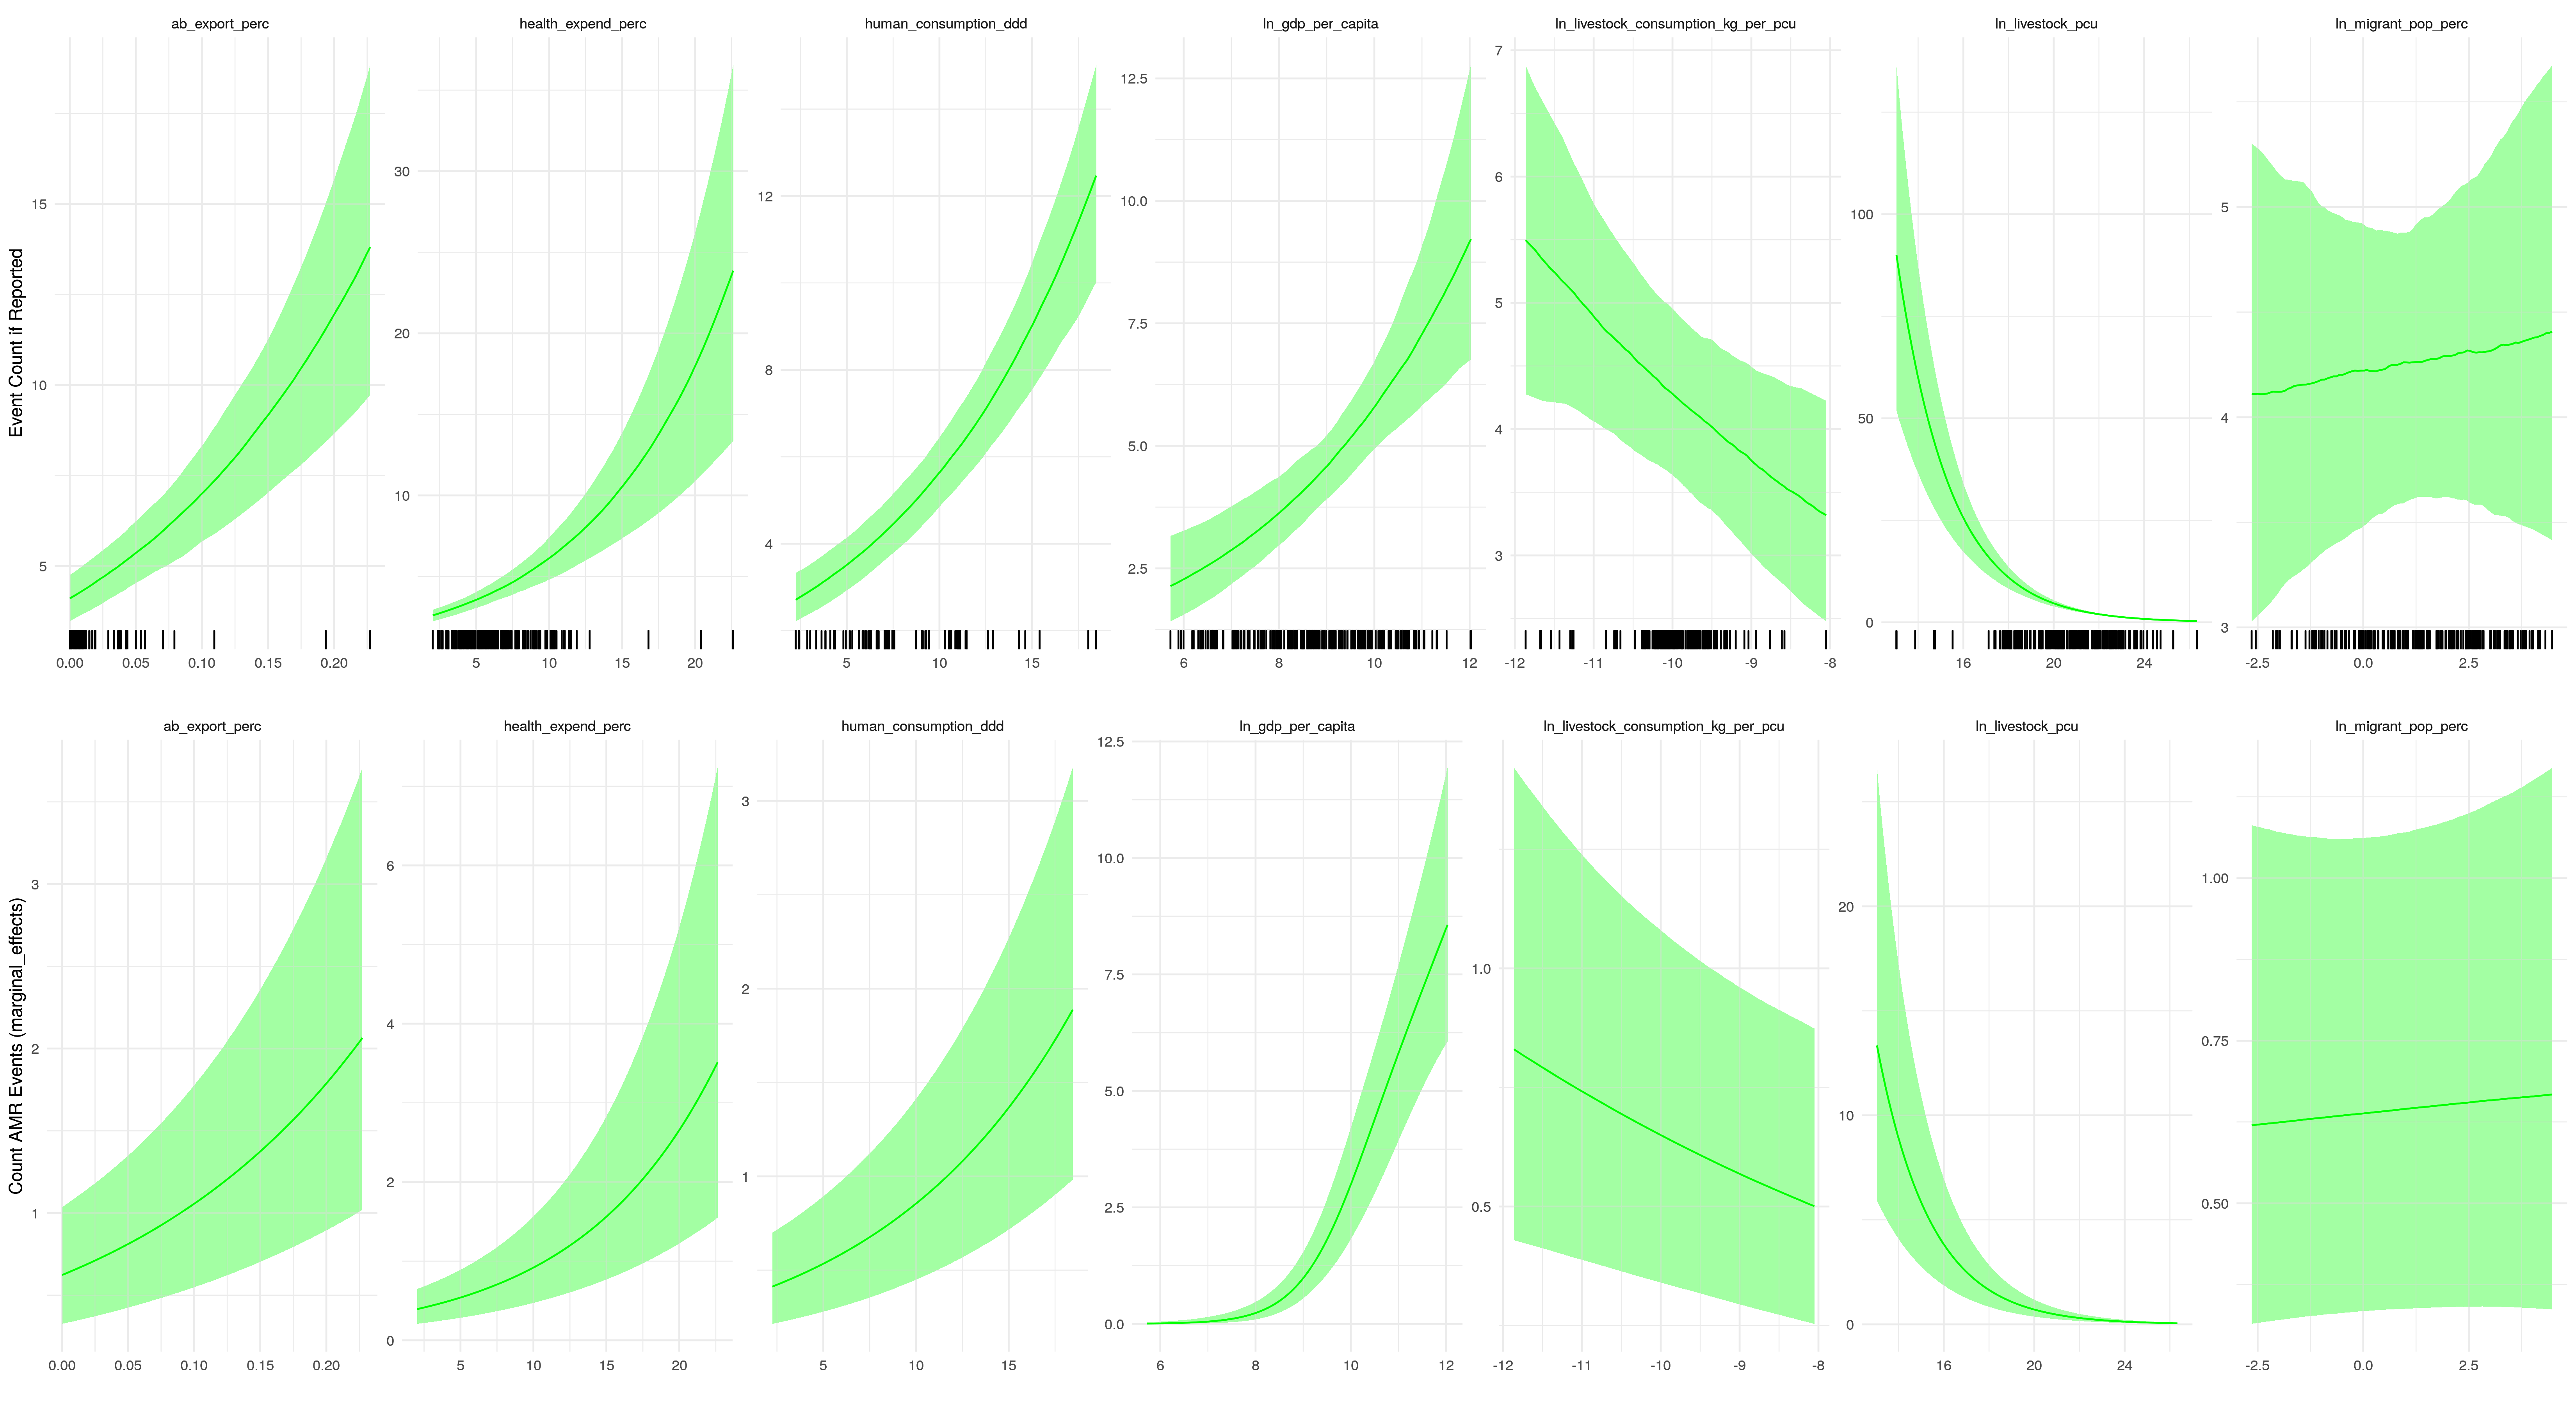 ab_export_perc health_expend_perc human_consumption_ddd ln_gdp_per_capita ln_livestock_consumption_kg_per_pcu ln_livestock_pcu ln_migrant_pop_perc
Event Count if Reported
15
10
5
0.00 0.05 0.10 0.15 0.20
30
20
10
5 10 15 20
12
8
4
5 10 15
12.5
10.0
7.5
5.0
2.5
6 8 10 12
7
6
5
4
3
-12 -11 -10 -9 -8
100
50
0
16 20 24
5
4
3
-2.5 0.0 2.5
ab_export_perc health_expend_perc human_consumption_ddd ln_gdp_per_capita ln_livestock_consumption_kg_per_pcu ln_livestock_pcu ln_migrant_pop_perc
Count AMR Events (marginal_effects)
3
2
1
0.00 0.05 0.10 0.15 0.20
6
4
2
0
5 10 15 20
3
2
1
5 10 15
12.5
10.0
7.5
5.0
2.5
0.0
6 8 10 12
1.0
0.5
-12 -11 -10 -9 -8
20
10
0
16 20 24
1.00
0.75
0.50
-2.5 0.0 2.5